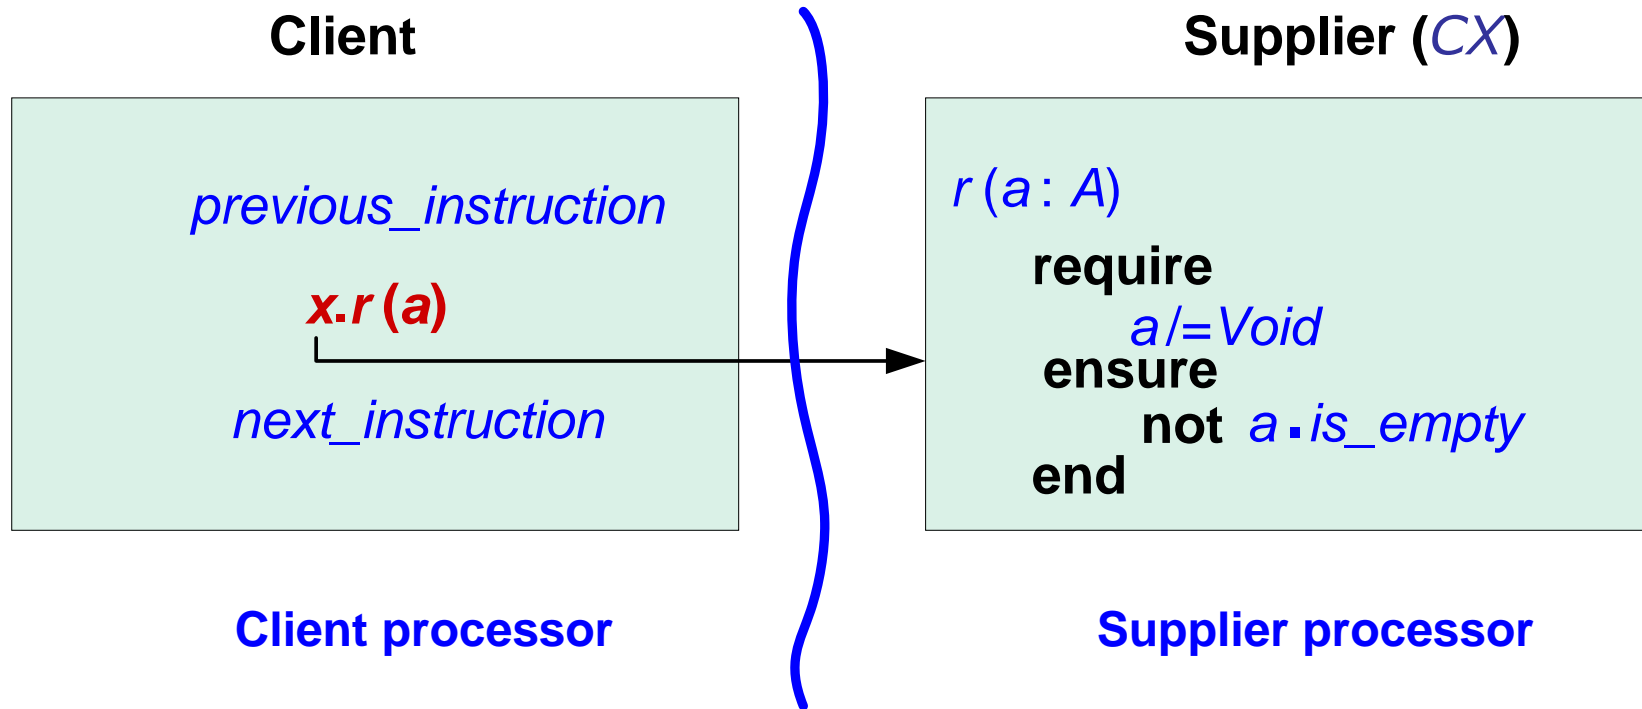 Client
Supplier (CX)
previous_instruction
x.r (a)
next_instruction
r (a : A)
require
a /= Void
ensure
not a . is_empty
end
Client processor
Supplier processor